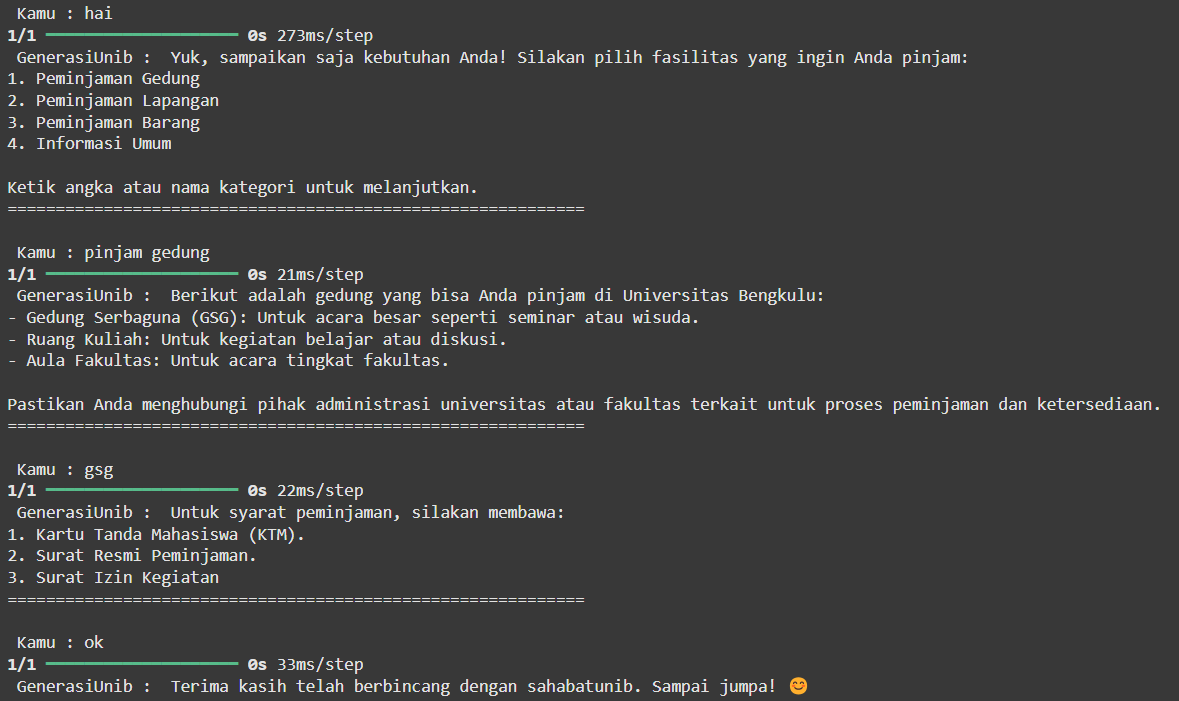 Kamu : hai
1/1 ━━━━━━━━━━━━━━━━━━━━ 0s 273ms/step
GenerasiUnib :  Yuk, sampaikan saja kebutuhan Anda! Silakan pilih fasilitas yang ingin Anda pinjam:
1. Peminjaman Gedung
2. Peminjaman Lapangan
3. Peminjaman Barang
4. Informasi Umum
Ketik angka atau nama kategori untuk melanjutkan.
============================================================
Kamu : pinjam gedung
1/1 ━━━━━━━━━━━━━━━━━━━━ 0s 21ms/step
GenerasiUnib :  Berikut adalah gedung yang bisa Anda pinjam di Universitas Bengkulu:
- Gedung Serbaguna (GSG): Untuk acara besar seperti seminar atau wisuda.
- Ruang Kuliah: Untuk kegiatan belajar atau diskusi.
- Aula Fakultas: Untuk acara tingkat fakultas.
Pastikan Anda menghubungi pihak administrasi universitas atau fakultas terkait untuk proses peminjaman dan ketersediaan.
============================================================
Kamu : gsg
1/1 ━━━━━━━━━━━━━━━━━━━━ 0s 22ms/step
GenerasiUnib :  Untuk syarat peminjaman, silakan membawa:
1. Kartu Tanda Mahasiswa (KTM).
2. Surat Resmi Peminjaman.
3. Surat Izin Kegiatan
============================================================
Kamu : ok
1/1 ━━━━━━━━━━━━━━━━━━━━ 0s 33ms/step
GenerasiUnib :  Terima kasih telah berbincang dengan sahabatunib. Sampai jumpa! 😊